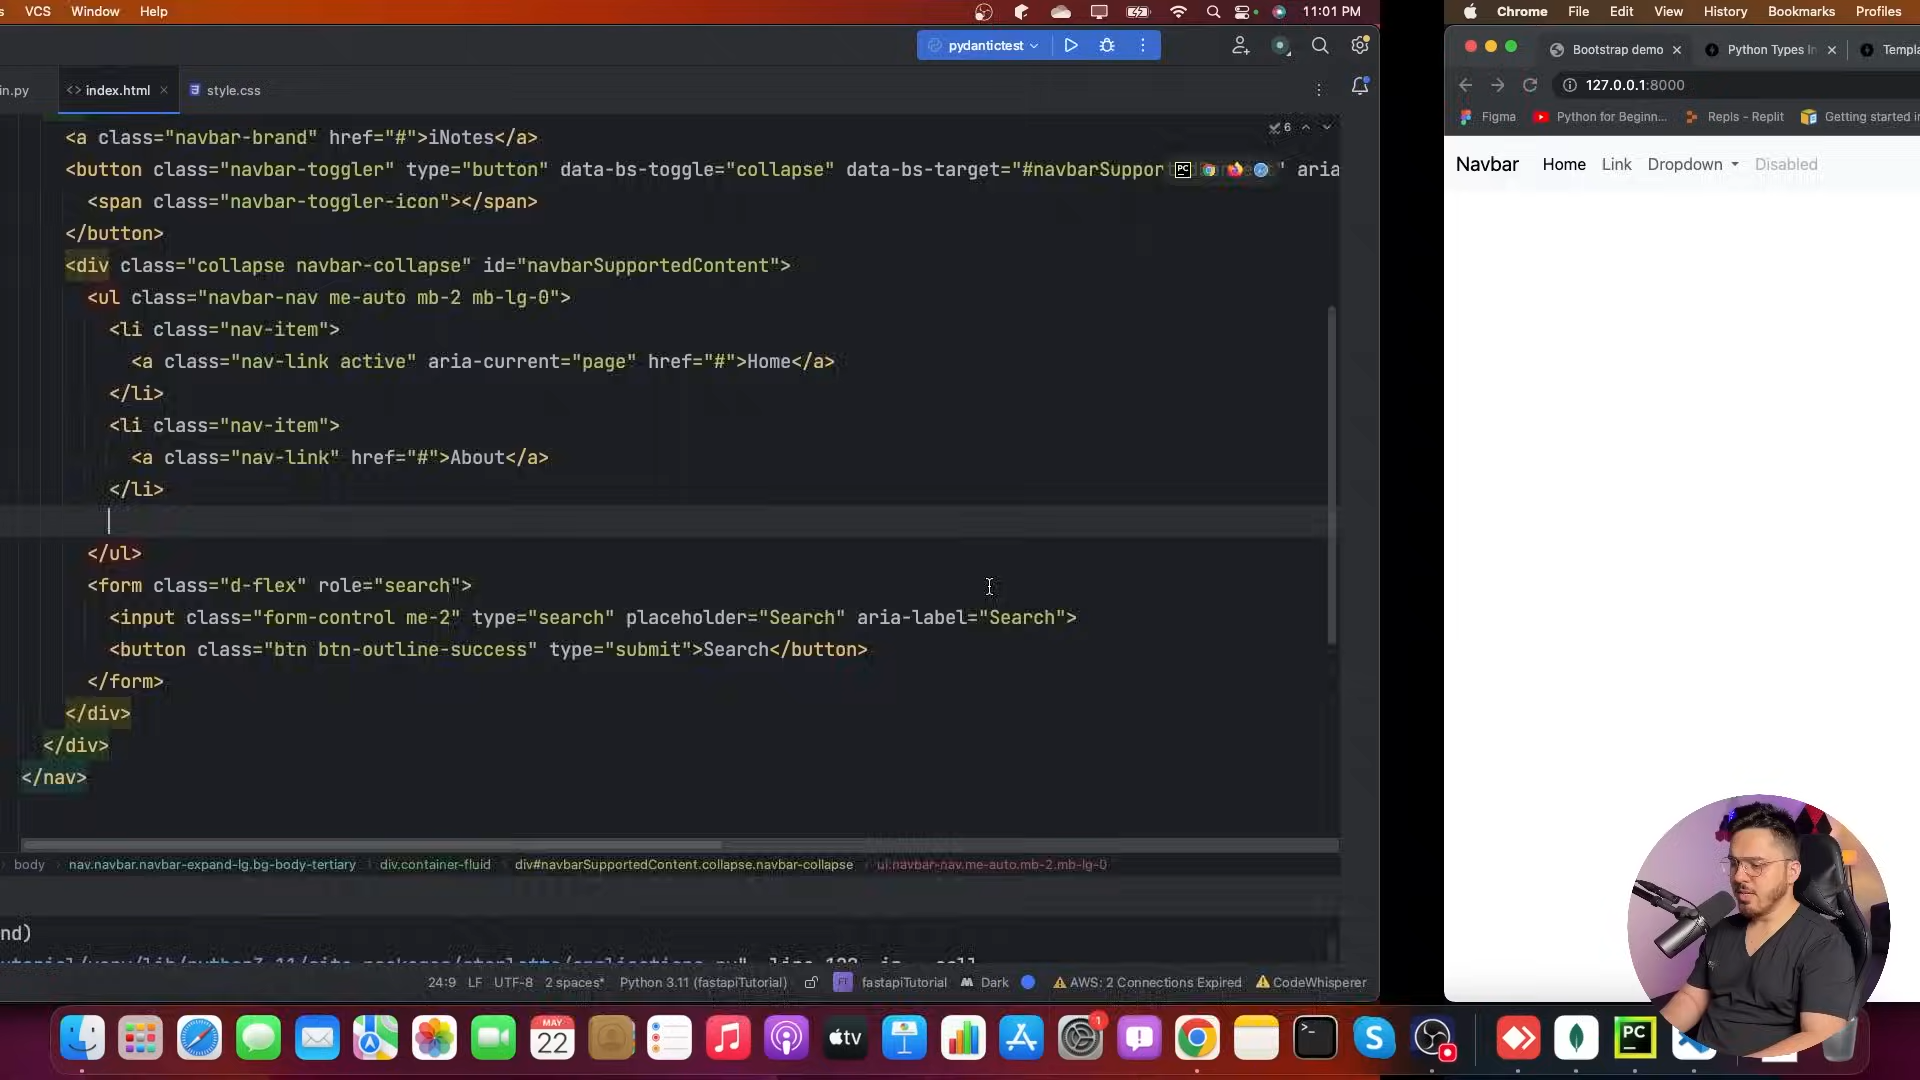 VCS Window Help
11:01 PM
Chrome File Edit View History Bookmarks Profiles
pydantictest
in.py
<> index.html
style.css
Bootstrap demo
Python Types In
Templa
127.0.0.1:8000
Figma
Python for Beginn...
Repls - Replit
Getting started in
Navbar Home Link Dropdown Disabled
6
<a class="navbar-brand" href="#">iNotes</a>
<button class="navbar-toggler" type="button" data-bs-toggle="collapse" data-bs-target="#navbarSuppor " aria
<span class="navbar-toggler-icon"></span>
</button>
<div class="collapse navbar-collapse" id="navbarSupportedContent">
<ul class="navbar-nav me-auto mb-2 mb-lg-0">
<li class="nav-item">
<a class="nav-link active" aria-current="page" href="#">Home</a>
</li>
<li class="nav-item">
<a class="nav-link" href="#">About</a>
</li>
</ul>
<form class="d-flex" role="search">
<input class="form-control me-2" type="search" placeholder="Search" aria-label="Search">
<button class="btn btn-outline-success" type="submit">Search</button>
</form>
</div>
</div>
</nav>
body nav.navbar.navbar-expand-lg.bg-body-tertiary div.container-fluid div#navbarSupportedContent.collapse.navbar-collapse ul.navbar-nav.me-auto.mb-2.mb-lg-0
nd)
24:9 LF UTF-8 2 spaces* Python 3.11 (fastapiTutorial) FT fastapiTutorial Dark AWS: 2 Connections Expired CodeWhisperer
MAY
22
tv
1
PC